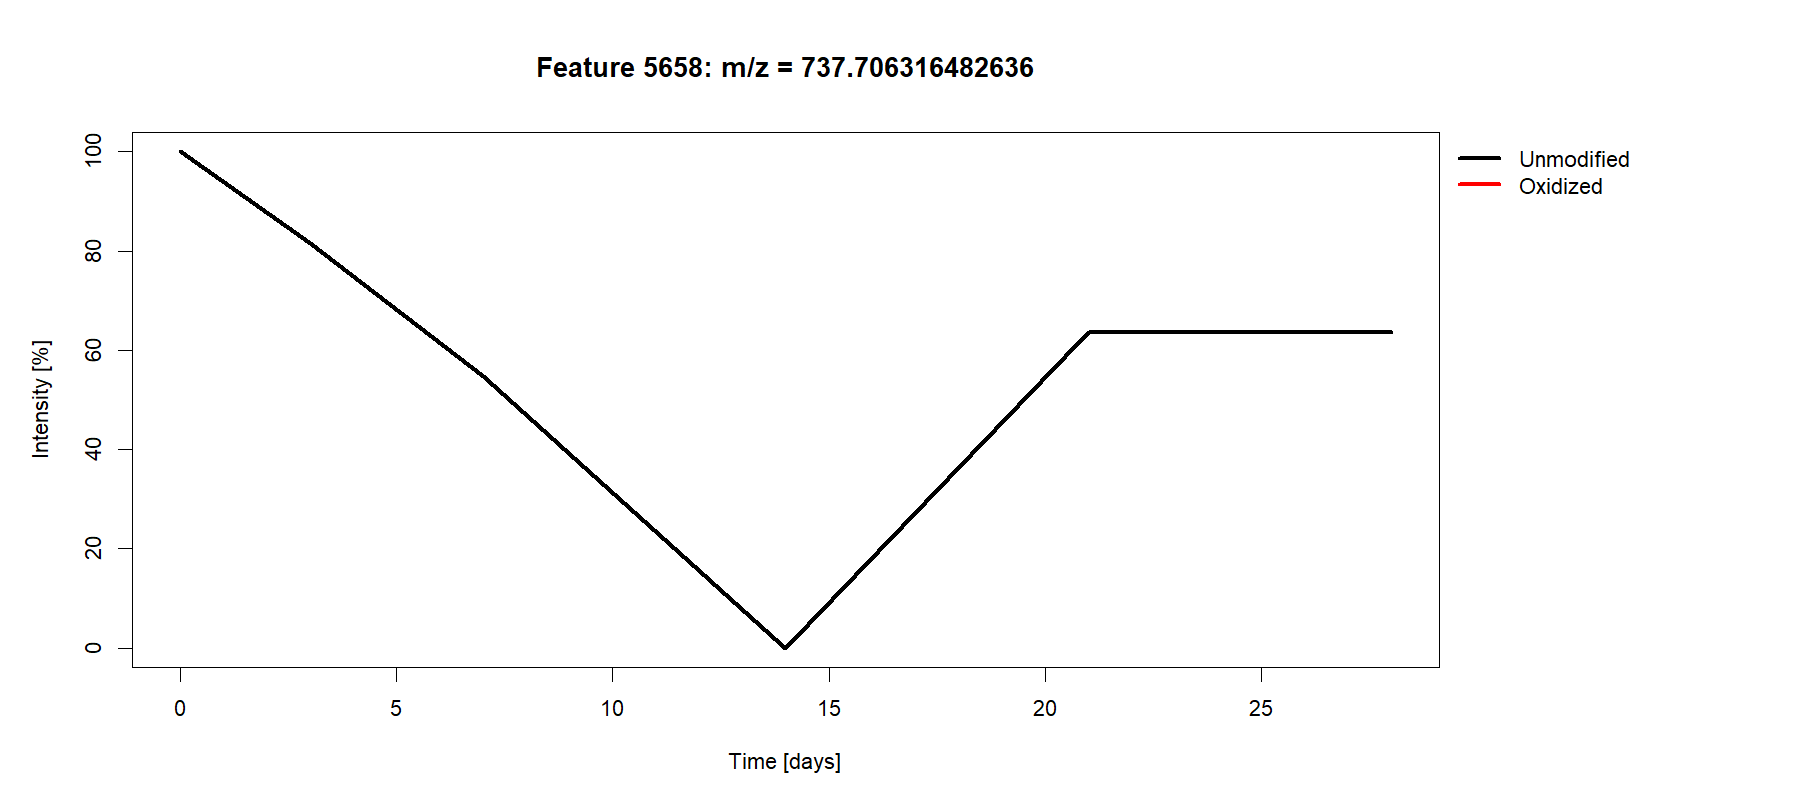 Feature 5658: m/z = 737.706316482636
Unmodified
Oxidized
Intensity [%]
100
80
60
40
20
0
0 5 10 15 20 25
Time [days]